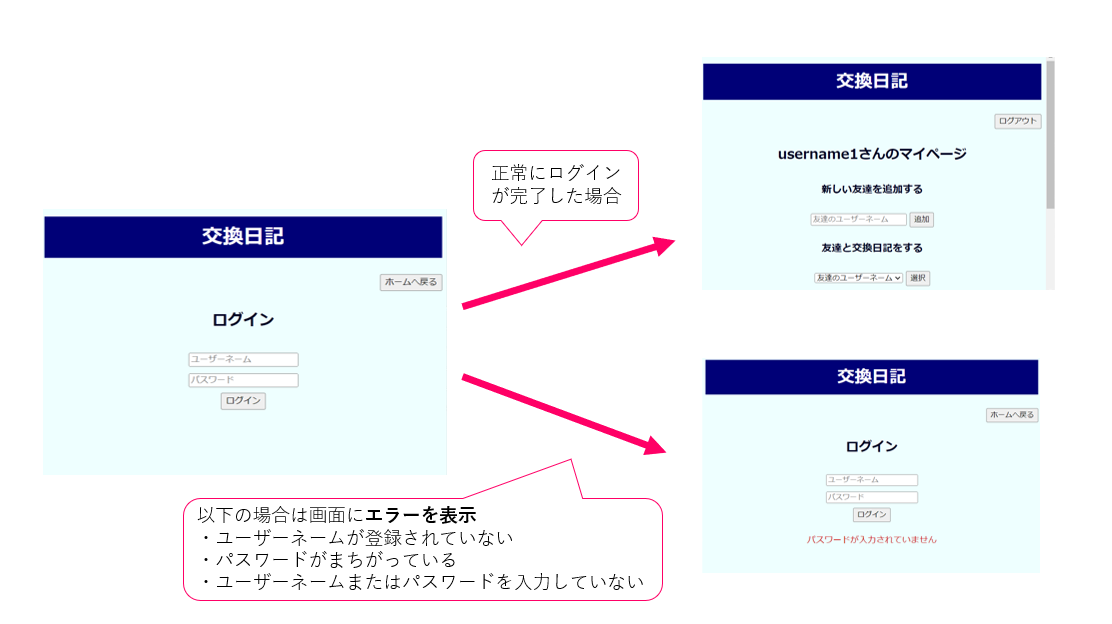 交換日記
ホームへ戻る
ログイン
ユーザーネーム
パスワード
ログイン
正常にログイン
が完了した場合
交換日記
ログアウト
username1さんのマイページ
新しい友達を追加する
友達のユーザーネーム 追加
友達と交換日記をする
友達のユーザーネーム 選択
以下の場合は画面にエラーを表示
・ユーザーネームが登録されていない
・パスワードがまちがっている
・ユーザーネームまたはパスワードを入力していない
交換日記
ホームへ戻る
ログイン
ユーザーネーム
パスワード
ログイン
パスワードが入力されていません